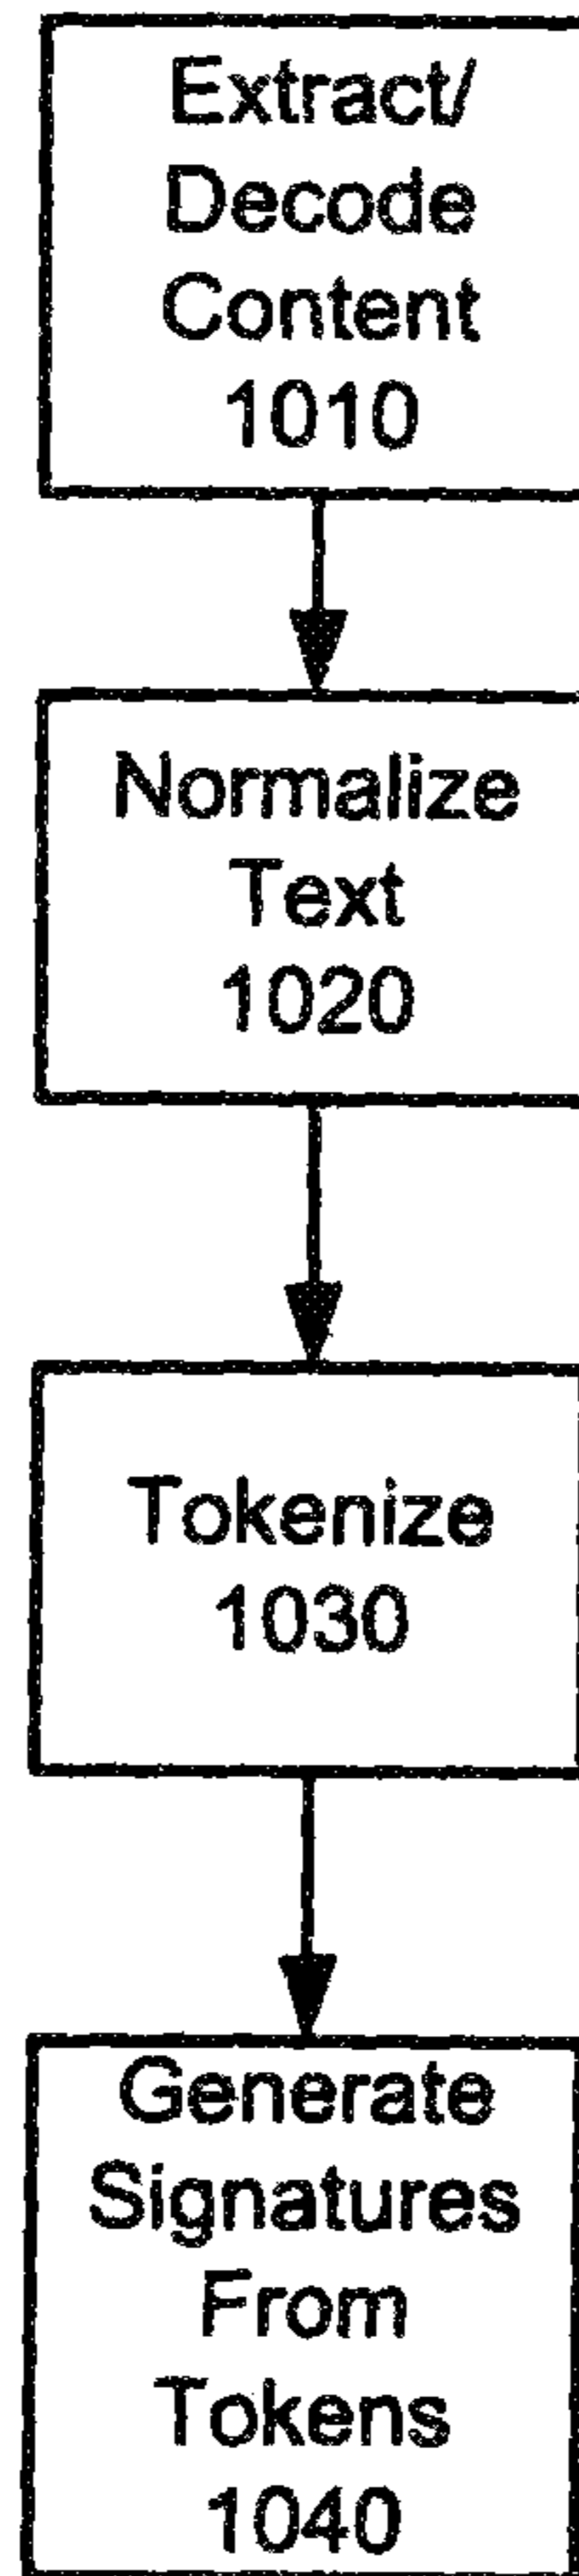 Extract/
Decode
Content
1010
Normalize
Text
1020
Tokenize
1030
Generate
Signatures
From
Tokens
1040